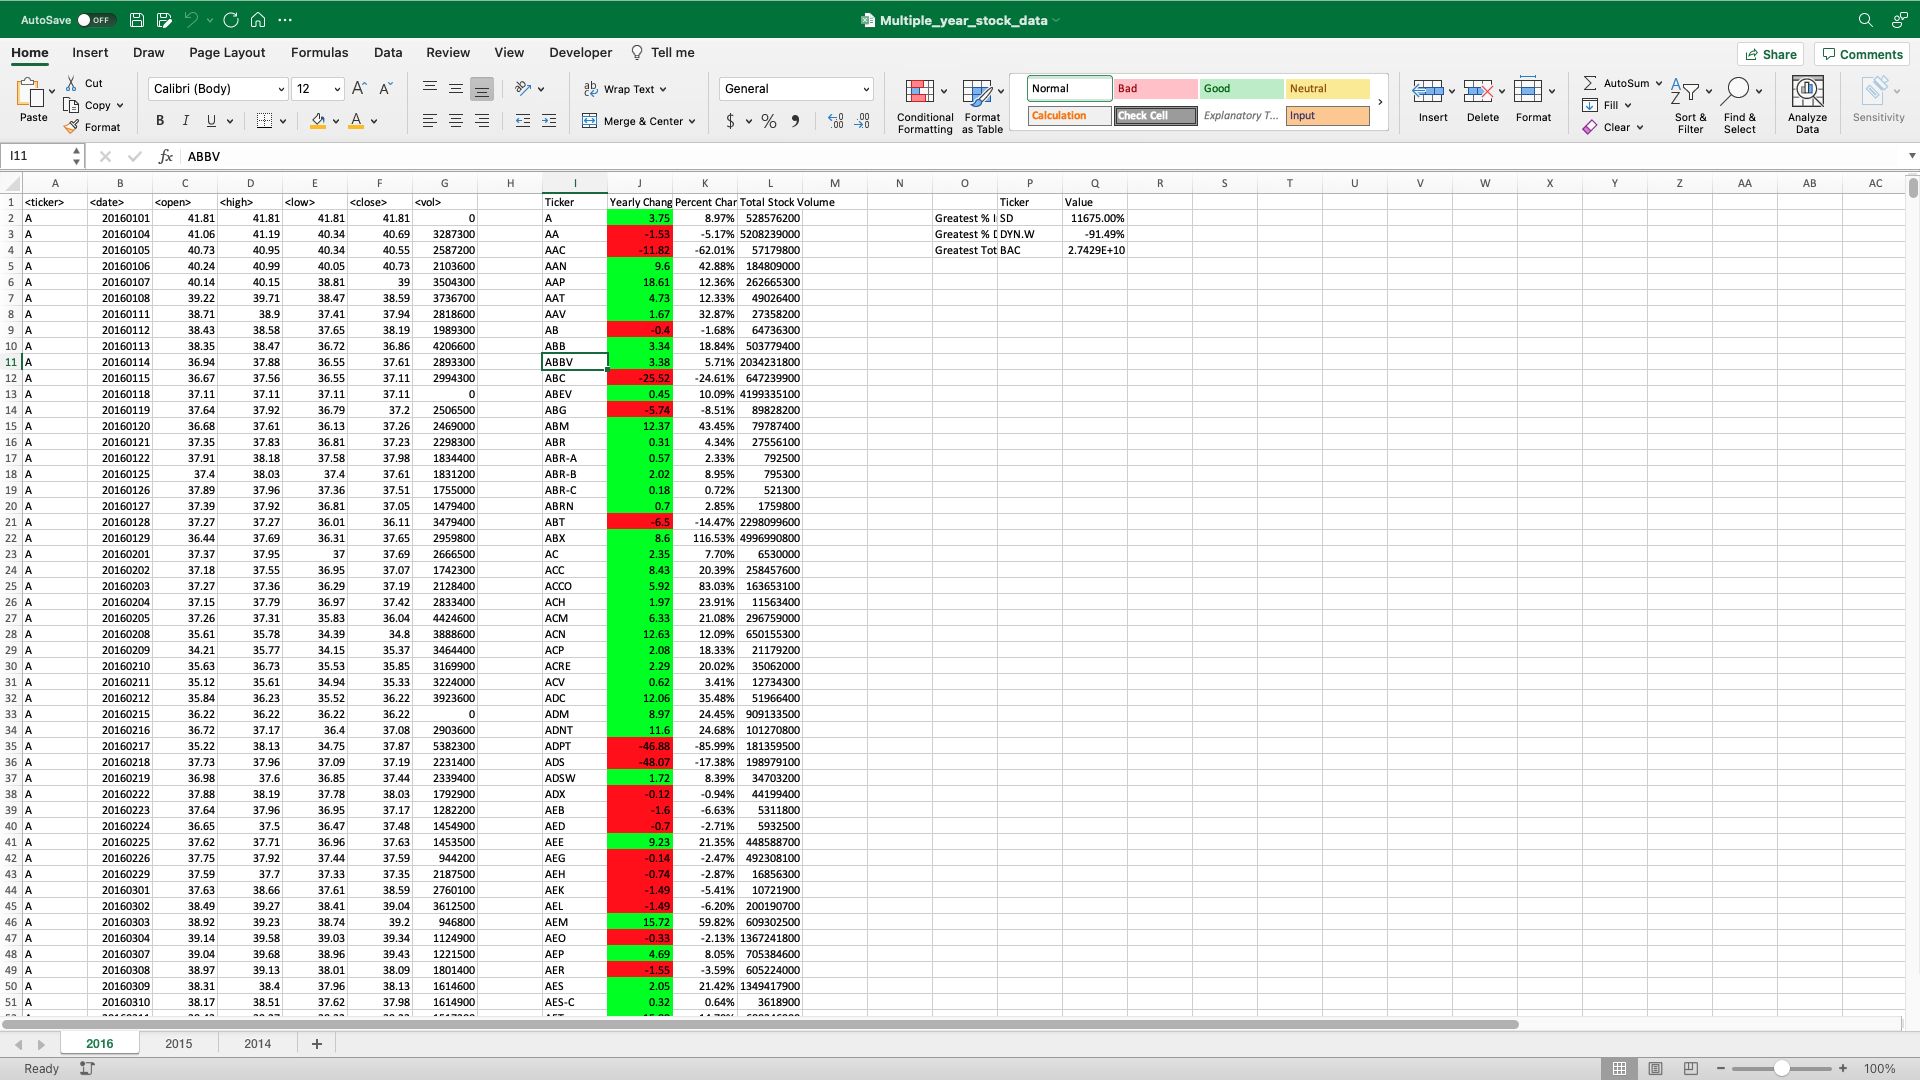 AutoSave OFF Multiple_year_stock_data
Home Insert Draw Page Layout Formulas Data Review View Developer Tell me Share Comments
Paste Cut Copy Format
Calibri (Body) 12 A^ Aˇ B I U A
Wrap Text Merge & Center
General $ % 9
Conditional Formatting Format as Table
Normal Bad Good Neutral
Calculation Check Cell Explanatory T... Input
Insert Delete Format
AutoSum Fill Clear Sort & Filter Find & Select Analyze Data Sensitivity
I11 fx ABBV
A B C D E F G H I J K L M N O P Q R S T U V W X Y Z AA AB AC
1 <ticker> <date> <open> <high> <low> <close> <vol> Ticker Yearly Chang Percent Char Total Stock Volume Ticker Value
2 A 20160101 41.81 41.81 41.81 41.81 0 A 3.75 8.97% 528576200 Greatest % I SD 11675.00%
3 A 20160104 41.06 41.19 40.34 40.69 3287300 AA -1.53 -5.17% 5208239000 Greatest % D DYN.W -91.49%
4 A 20160105 40.73 40.95 40.34 40.55 2587200 AAC -11.82 -62.01% 57179800 Greatest Tot BAC 2.7429E+10
5 A 20160106 40.24 40.99 40.05 40.73 2103600 AAN 9.6 42.88% 184809000
6 A 20160107 40.14 40.15 38.81 39 3504300 AAP 18.61 12.36% 262665300
7 A 20160108 39.22 39.71 38.47 38.59 3736700 AAT 4.73 12.33% 49026400
8 A 20160111 38.71 38.9 37.41 37.94 2818600 AAV 1.67 32.87% 27358200
9 A 20160112 38.43 38.58 37.65 38.19 1989300 AB -0.4 -1.68% 64736300
10 A 20160113 38.35 38.47 36.72 36.86 4206600 ABB 3.34 18.84% 503779400
11 A 20160114 36.94 37.88 36.55 37.61 2893300 ABBV 3.38 5.71% 2034231800
12 A 20160115 36.67 37.56 36.55 37.11 2994300 ABC -25.52 -24.61% 647239900
13 A 20160118 37.11 37.11 37.11 37.11 0 ABEV 0.45 10.09% 4199335100
14 A 20160119 37.64 37.92 36.79 37.2 2506500 ABG -5.74 -8.51% 89828200
15 A 20160120 36.68 37.61 36.13 37.26 2469000 ABM 12.37 43.45% 79787400
16 A 20160121 37.35 37.83 36.81 37.23 2298300 ABR 0.31 4.34% 27556100
17 A 20160122 37.91 38.18 37.58 37.98 1834400 ABR-A 0.57 2.33% 792500
18 A 20160125 37.4 38.03 37.4 37.61 1831200 ABR-B 2.02 8.95% 795300
19 A 20160126 37.89 37.96 37.36 37.51 1755000 ABR-C 0.18 0.72% 521300
20 A 20160127 37.39 37.92 36.81 37.05 1479400 ABRN 0.7 2.85% 1759800
21 A 20160128 37.27 37.27 36.01 36.11 3479400 ABT -6.5 -14.47% 2298099600
22 A 20160129 36.44 37.69 36.31 37.65 2959800 ABX 8.6 116.53% 4996990800
23 A 20160201 37.37 37.95 37 37.69 2666500 AC 2.35 7.70% 6530000
24 A 20160202 37.18 37.55 36.95 37.07 1742300 ACC 8.43 20.39% 258457600
25 A 20160203 37.27 37.36 36.29 37.19 2128400 ACCO 5.92 83.03% 163653100
26 A 20160204 37.15 37.79 36.97 37.42 2833400 ACH 1.97 23.91% 11563400
27 A 20160205 37.26 37.31 35.83 36.04 4424600 ACM 6.33 21.08% 296759000
28 A 20160208 35.61 35.78 34.39 34.8 3888600 ACN 12.63 12.09% 650155300
29 A 20160209 34.21 35.77 34.15 35.37 3464400 ACP 2.08 18.33% 21179200
30 A 20160210 35.63 36.73 35.53 35.85 3169900 ACRE 2.29 20.02% 35062000
31 A 20160211 35.12 35.61 34.94 35.33 3224000 ACV 0.62 3.41% 12734300
32 A 20160212 35.84 36.23 35.52 36.22 3923600 ADC 12.06 35.48% 51966400
33 A 20160215 36.22 36.22 36.22 36.22 0 ADM 8.97 24.45% 909133500
34 A 20160216 36.72 37.17 36.4 37.08 2903600 ADNT 11.6 24.68% 101270800
35 A 20160217 35.22 38.13 34.75 37.87 5382300 ADPT -46.88 -85.99% 181359500
36 A 20160218 37.73 37.96 37.09 37.19 2231400 ADS -48.07 -17.38% 198979100
37 A 20160219 36.98 37.6 36.85 37.44 2339400 ADSW 1.72 8.39% 34703200
38 A 20160222 37.88 38.19 37.78 38.03 1792900 ADX -0.12 -0.94% 44199400
39 A 20160223 37.64 37.96 36.95 37.17 1282200 AEB -1.6 -6.63% 5311800
40 A 20160224 36.65 37.5 36.47 37.48 1454900 AED -0.7 -2.71% 5932500
41 A 20160225 37.62 37.71 36.96 37.63 1453500 AEE 9.23 21.35% 448588700
42 A 20160226 37.75 37.92 37.44 37.59 944200 AEG -0.14 -2.47% 492308100
43 A 20160229 37.59 37.7 37.33 37.35 2187500 AEH -0.74 -2.87% 16856300
44 A 20160301 37.63 38.66 37.61 38.59 2760100 AEK -1.49 -5.41% 10721900
45 A 20160302 38.49 39.27 38.41 39.04 3612500 AEL -1.49 -6.20% 200190700
46 A 20160303 38.92 39.23 38.74 39.2 946800 AEM 15.72 59.82% 609302500
47 A 20160304 39.14 39.58 39.03 39.34 1124900 AEO -0.33 -2.13% 1367241800
48 A 20160307 39.04 39.68 38.96 39.43 1221500 AEP 4.69 8.05% 705384600
49 A 20160308 38.97 39.13 38.01 38.09 1801400 AER -1.55 -3.59% 605224000
50 A 20160309 38.31 38.4 37.96 38.13 1614600 AES 2.05 21.42% 1349417900
51 A 20160310 38.17 38.51 37.62 37.98 1614900 AES-C 0.32 0.64% 3618900
2016 2015 2014 +
Ready 100%